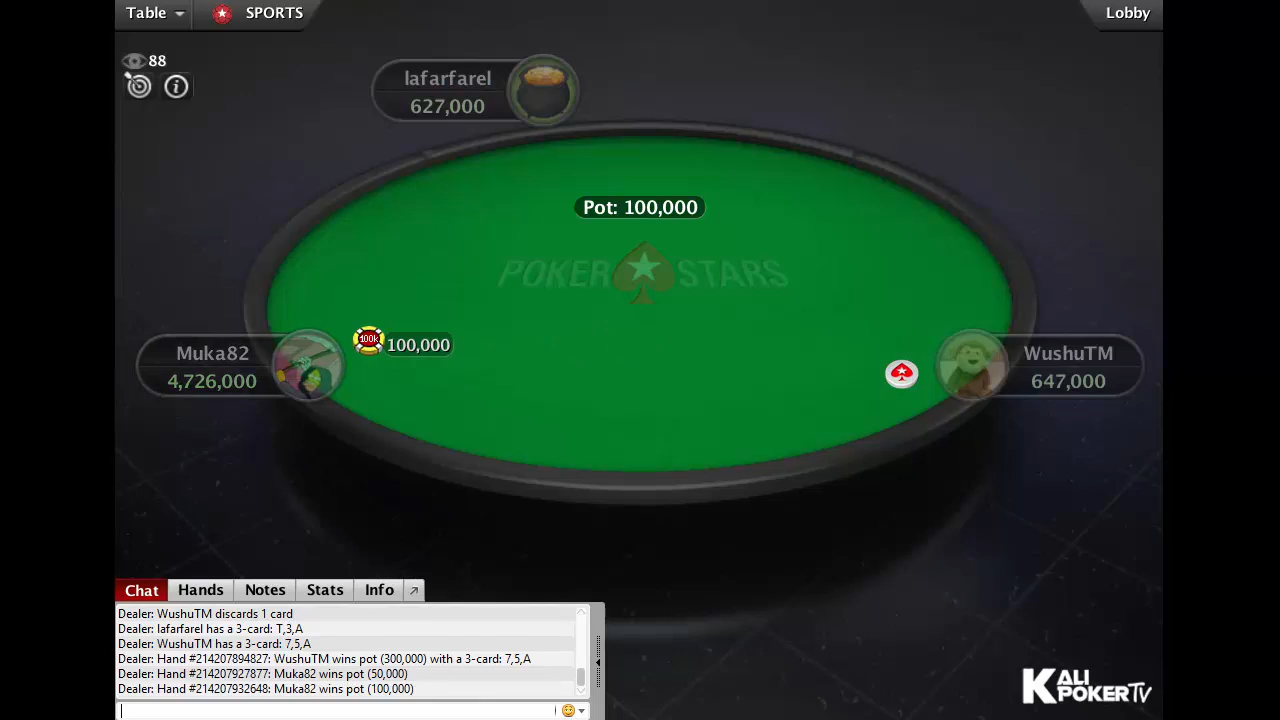 Table
SPORTS
Lobby
88
lafarfarel
627,000
Pot: 100,000
POKER STARS
Muka82
4,726,000
100k
100,000
WushuTM
647,000
Chat
Hands
Notes
Stats
Info
Dealer: WushuTM discards 1 card
Dealer: lafarfarel has a 3-card: T,3,A
Dealer: WushuTM has a 3-card: 7,5,A
Dealer: Hand #214207894827: WushuTM wins pot (300,000) with a 3-card: 7,5,A
Dealer: Hand #214207927877: Muka82 wins pot (50,000)
Dealer: Hand #214207932648: Muka82 wins pot (100,000)
KALI
POKERTV